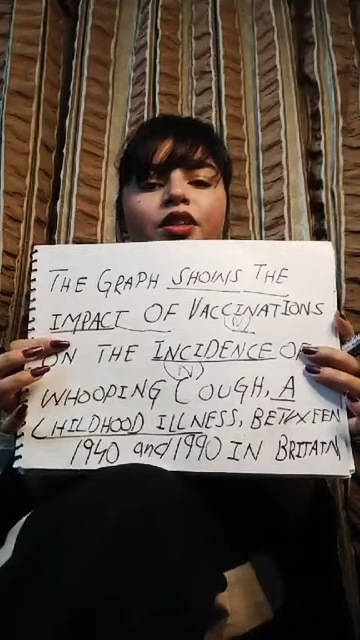 THE GRAPH SHOWS THE
IMPACT OF VACCINATIONS
(N)
ON THE INCIDENCE OF
(N)
WHOOPING COUGH, A
CHILDHOOD ILLNESS, BETWEEN
1940 and 1990 IN BRITAIN